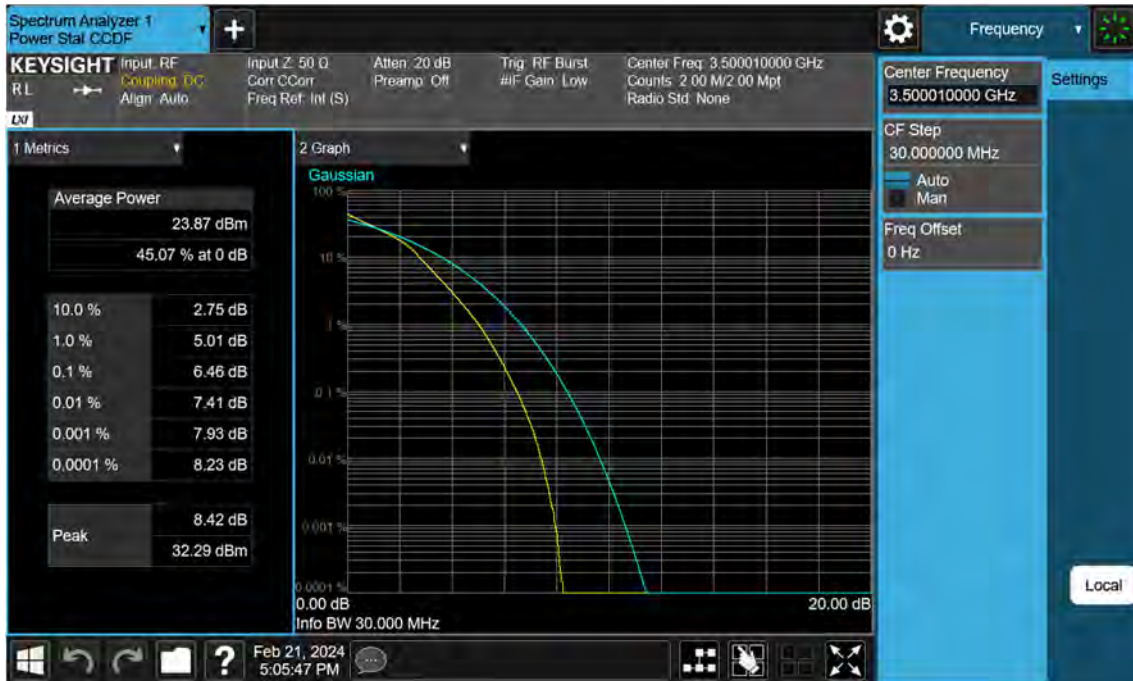 Spectrum Analyzer 1
Power Stat CCDF
+
Frequency
KEYSIGHT
RL
LXI
Input: RF
Coupling: DC
Align: Auto
Input Z: 50 Ω
Corr CCorr
Freq Ref: Int (S)
Atten: 20 dB
Preamp: Off
Trig: RF Burst
#IF Gain: Low
Center Freq: 3.500010000 GHz
Counts: 2.00 M/2.00 Mpt
Radio Std: None
Center Frequency
3.500010000 GHz
Settings
CF Step
30.000000 MHz
Auto
Man
Freq Offset
0 Hz
1 Metrics
Average Power
23.87 dBm
45.07 % at 0 dB
10.0 % 2.75 dB
1.0 % 5.01 dB
0.1 % 6.46 dB
0.01 % 7.41 dB
0.001 % 7.93 dB
0.0001 % 8.23 dB
Peak
8.42 dB
32.29 dBm
2 Graph
Gaussian
100 %
10 %
1 %
0.1 %
0.01 %
0.001 %
0.0001 %
0.00 dB 20.00 dB
Info BW 30.000 MHz
Local
?
Feb 21, 2024
5:05:47 PM